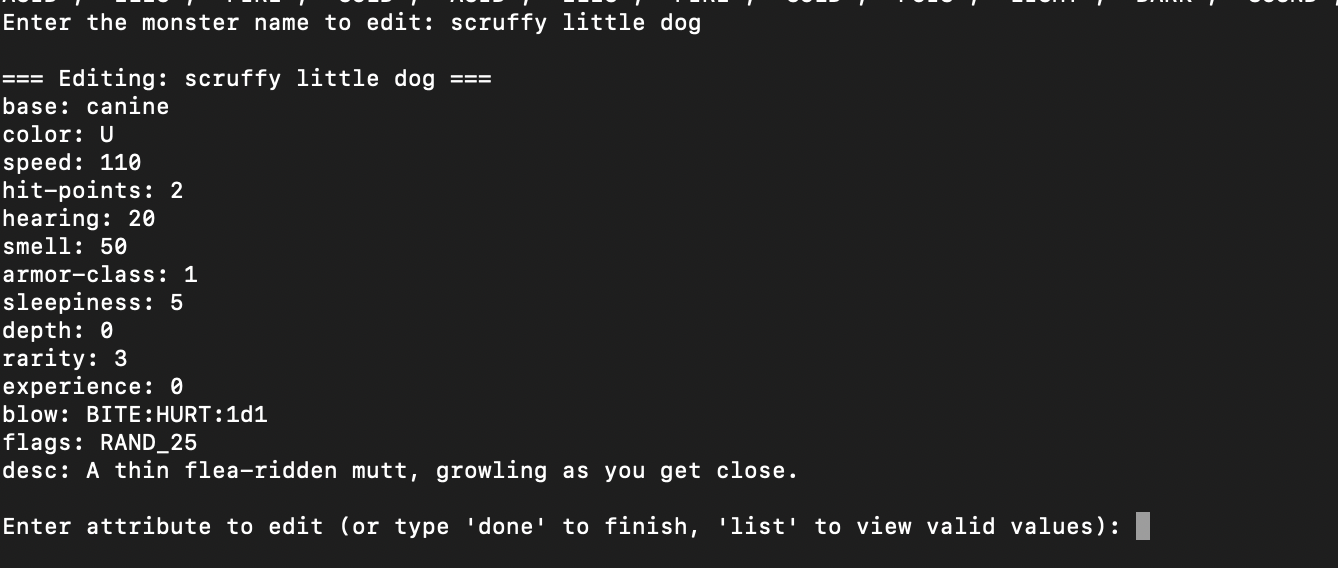 Enter the monster name to edit: scruffy little dog
=== Editing: scruffy little dog ===
base: canine
color: U
speed: 110
hit-points: 2
hearing: 20
smell: 50
armor-class: 1
sleepiness: 5
depth: 0
rarity: 3
experience: 0
blow: BITE:HURT:1d1
flags: RAND_25
desc: A thin flea-ridden mutt, growling as you get close.
Enter attribute to edit (or type 'done' to finish, 'list' to view valid values):